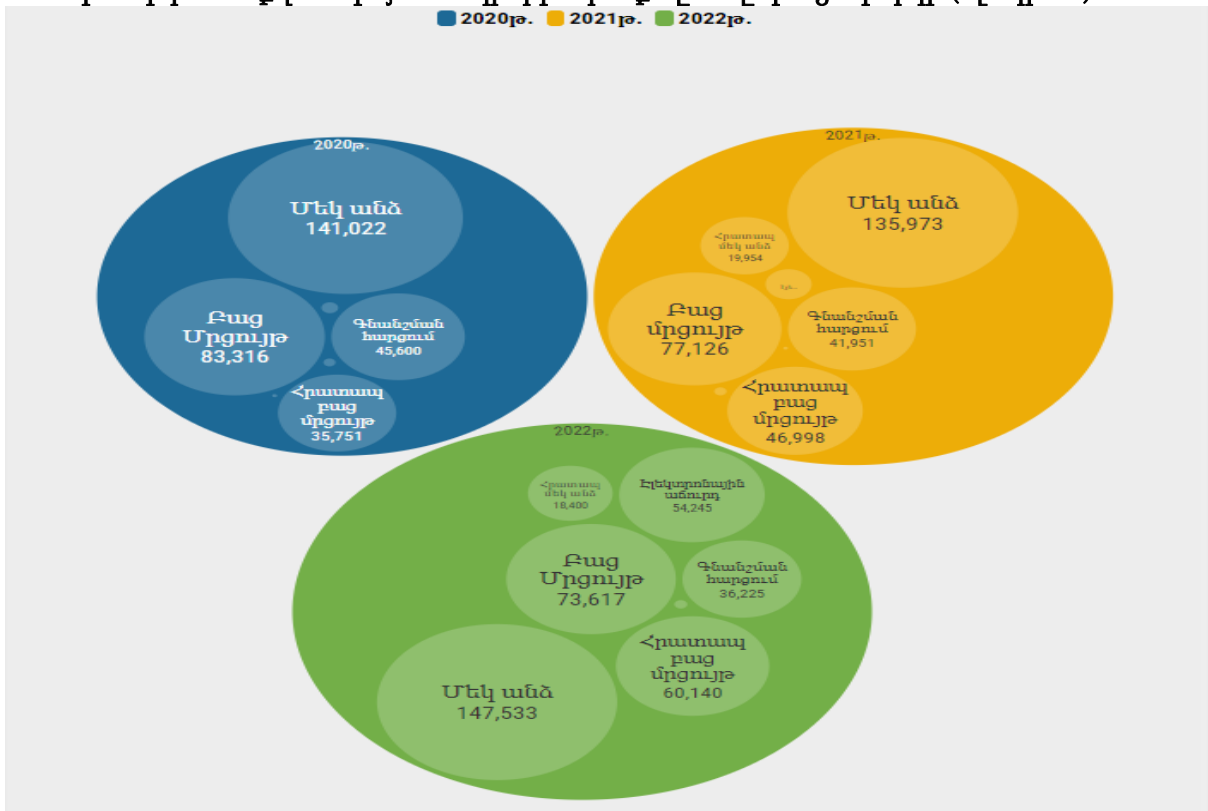 2020թ. 2021թ. 2022թ.
2020թ.
Մեկ անձ
141,022
Բաց
Մրցույթ
83,316
Գնանշման
հարցում
45,600
Հրատապ
բաց
մրցույթ
35,751
2021թ.
Մեկ անձ
135,973
Հրատապ
մեկ անձ
19,954
Բաց
մրցույթ
77,126
Գնանշման
հարցում
41,951
Հրատապ
բաց
մրցույթ
46,998
2022թ.
Հրատապ
մեկ անձ
18,400
Էլեկտրոնային
աճուրդ
54,245
Բաց
Մրցույթ
73,617
Գնանշման
հարցում
36,225
Հրատապ
բաց
մրցույթ
60,140
Մեկ անձ
147,533